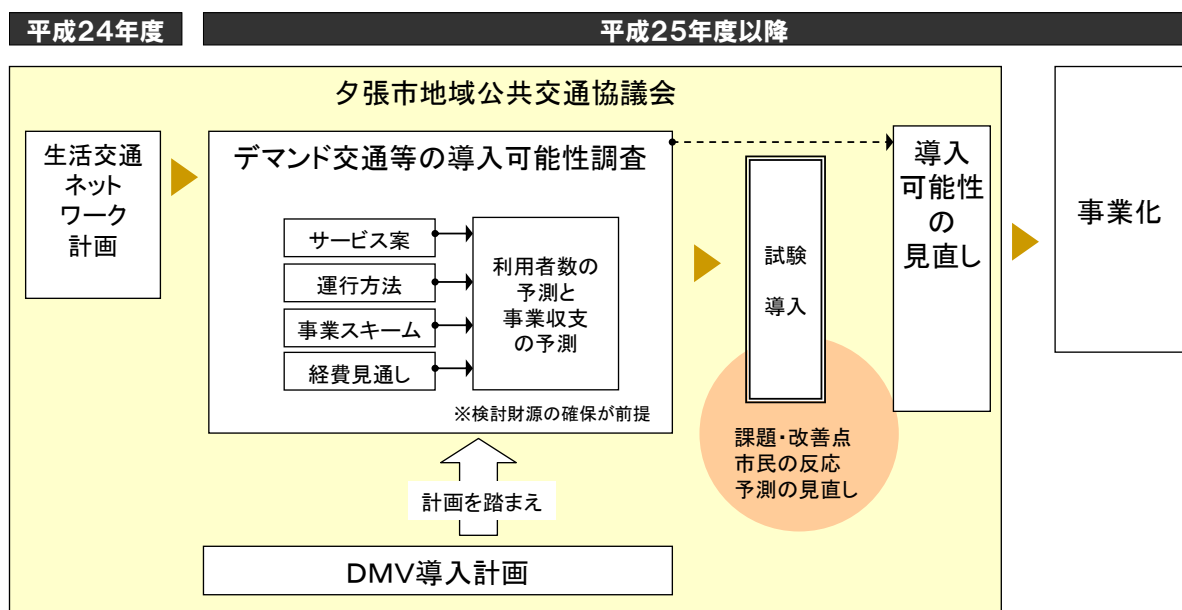 平成24年度
平成25年度以降
夕張市地域公共交通協議会
生活交通
ネット
ワーク
計画
デマンド交通等の導入可能性調査
サービス案
運行方法
事業スキーム
経費見通し
利用者数の
予測と
事業収支
の予測
※検討財源の確保が前提
計画を踏まえ
DMV導入計画
試験
導入
課題・改善点
市民の反応
予測の見直し
導入
可能性
の
見直し
事業化